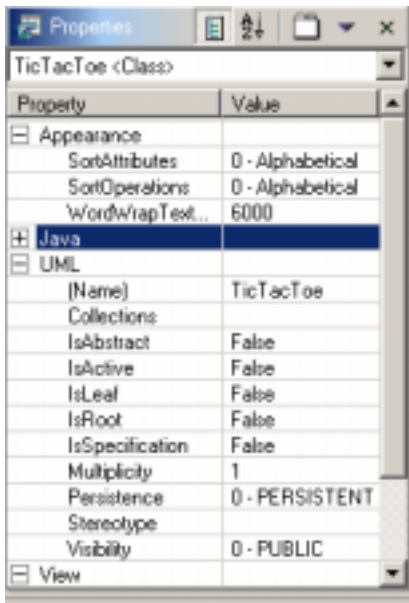 Properties
TicTacToe <Class>
Property Value
Appearance
SortAttributes 0 - Alphabetical
SortOperations 0 - Alphabetical
WordWrapText... 6000
Java
UML
(Name) TicTacToe
Collections
IsAbstract False
IsActive False
IsLeaf False
IsRoot False
IsSpecification False
Multiplicity 1
Persistence 0 - PERSISTENT
Stereotype
Visibility 0 - PUBLIC
View